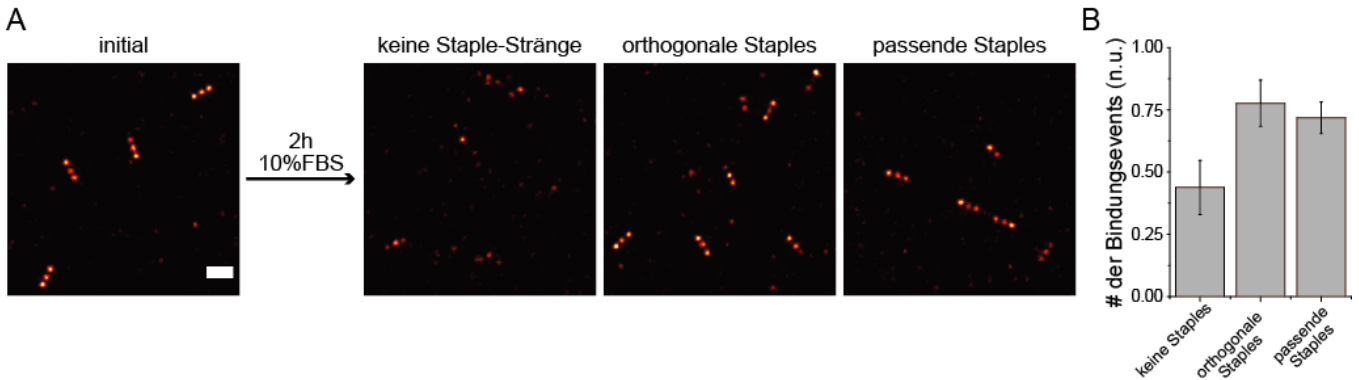 A
initial
2h
10%FBS
keine Staple-Stränge
orthogonale Staples
passende Staples
B
# der Bindungsevents (n.u.)
1.00
0.75
0.50
0.25
0.00
keine Staples
orthogonale
Staples
passende
Staples